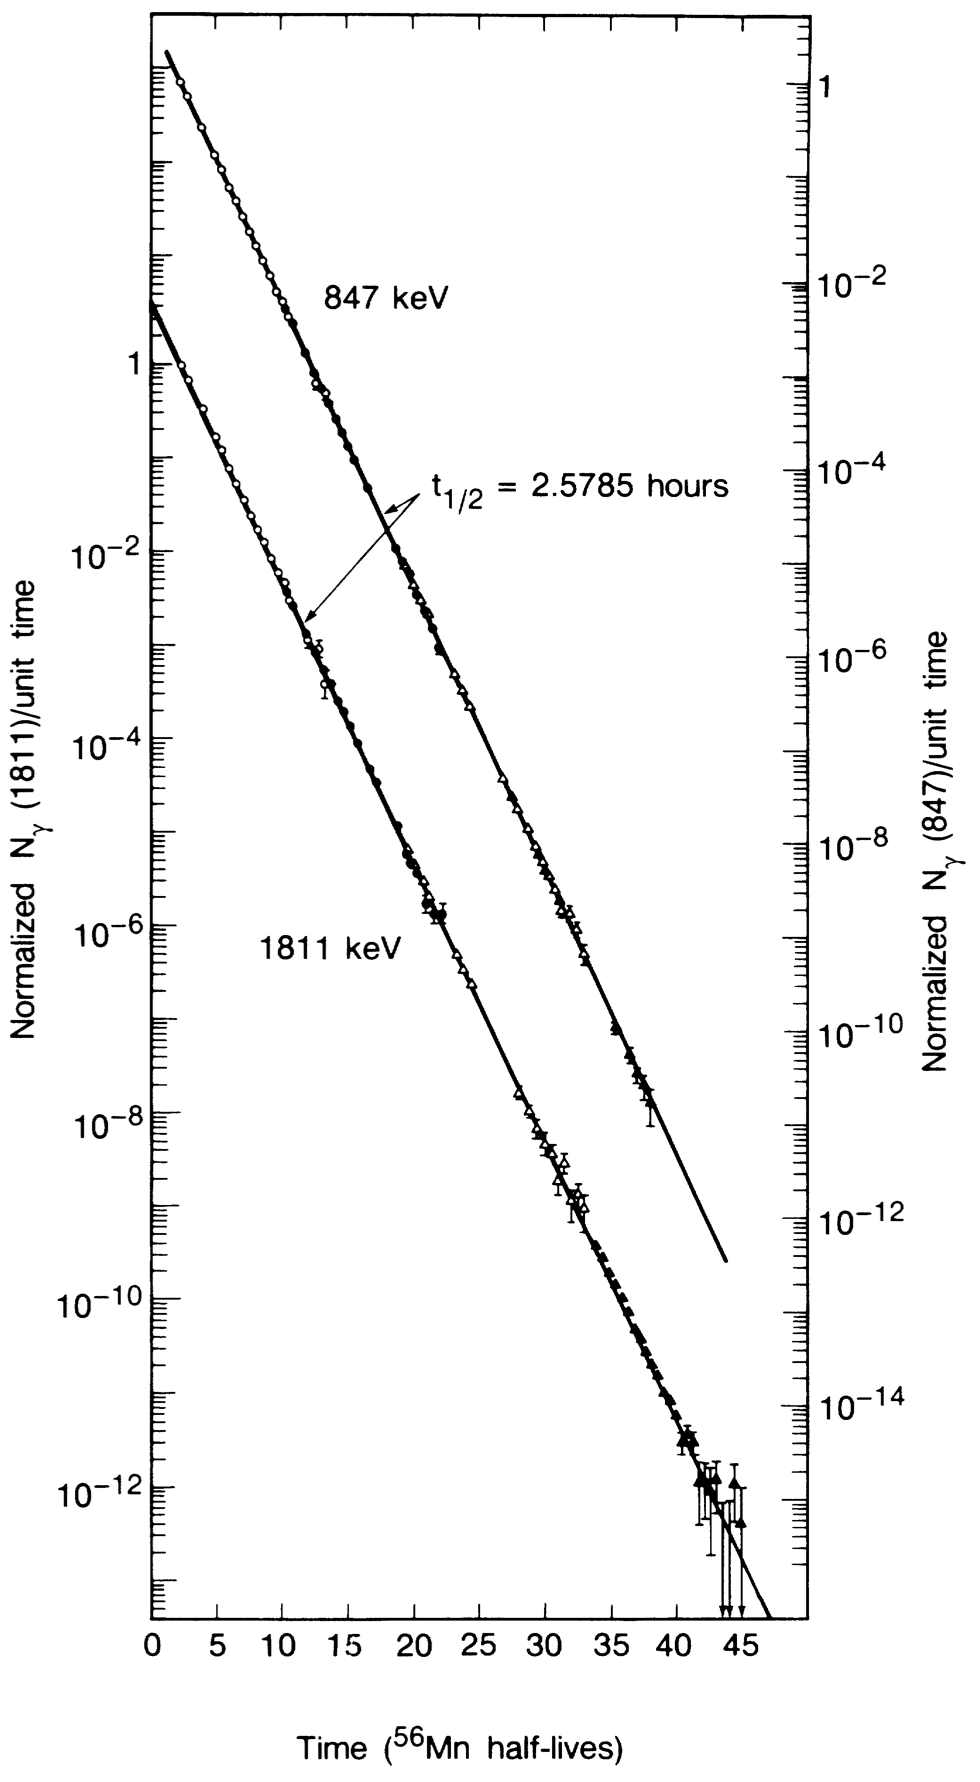 847 keV
t1/2 = 2.5785 hours
1811 keV
Normalized Nγ (1811)/unit time
1
10−2
10−4
10−6
10−8
10−10
10−12
Normalized Nγ (847)/unit time
1
10−2
10−4
10−6
10−8
10−10
10−12
10−14
0 5 10 15 20 25 30 35 40 45
Time (56Mn half-lives)